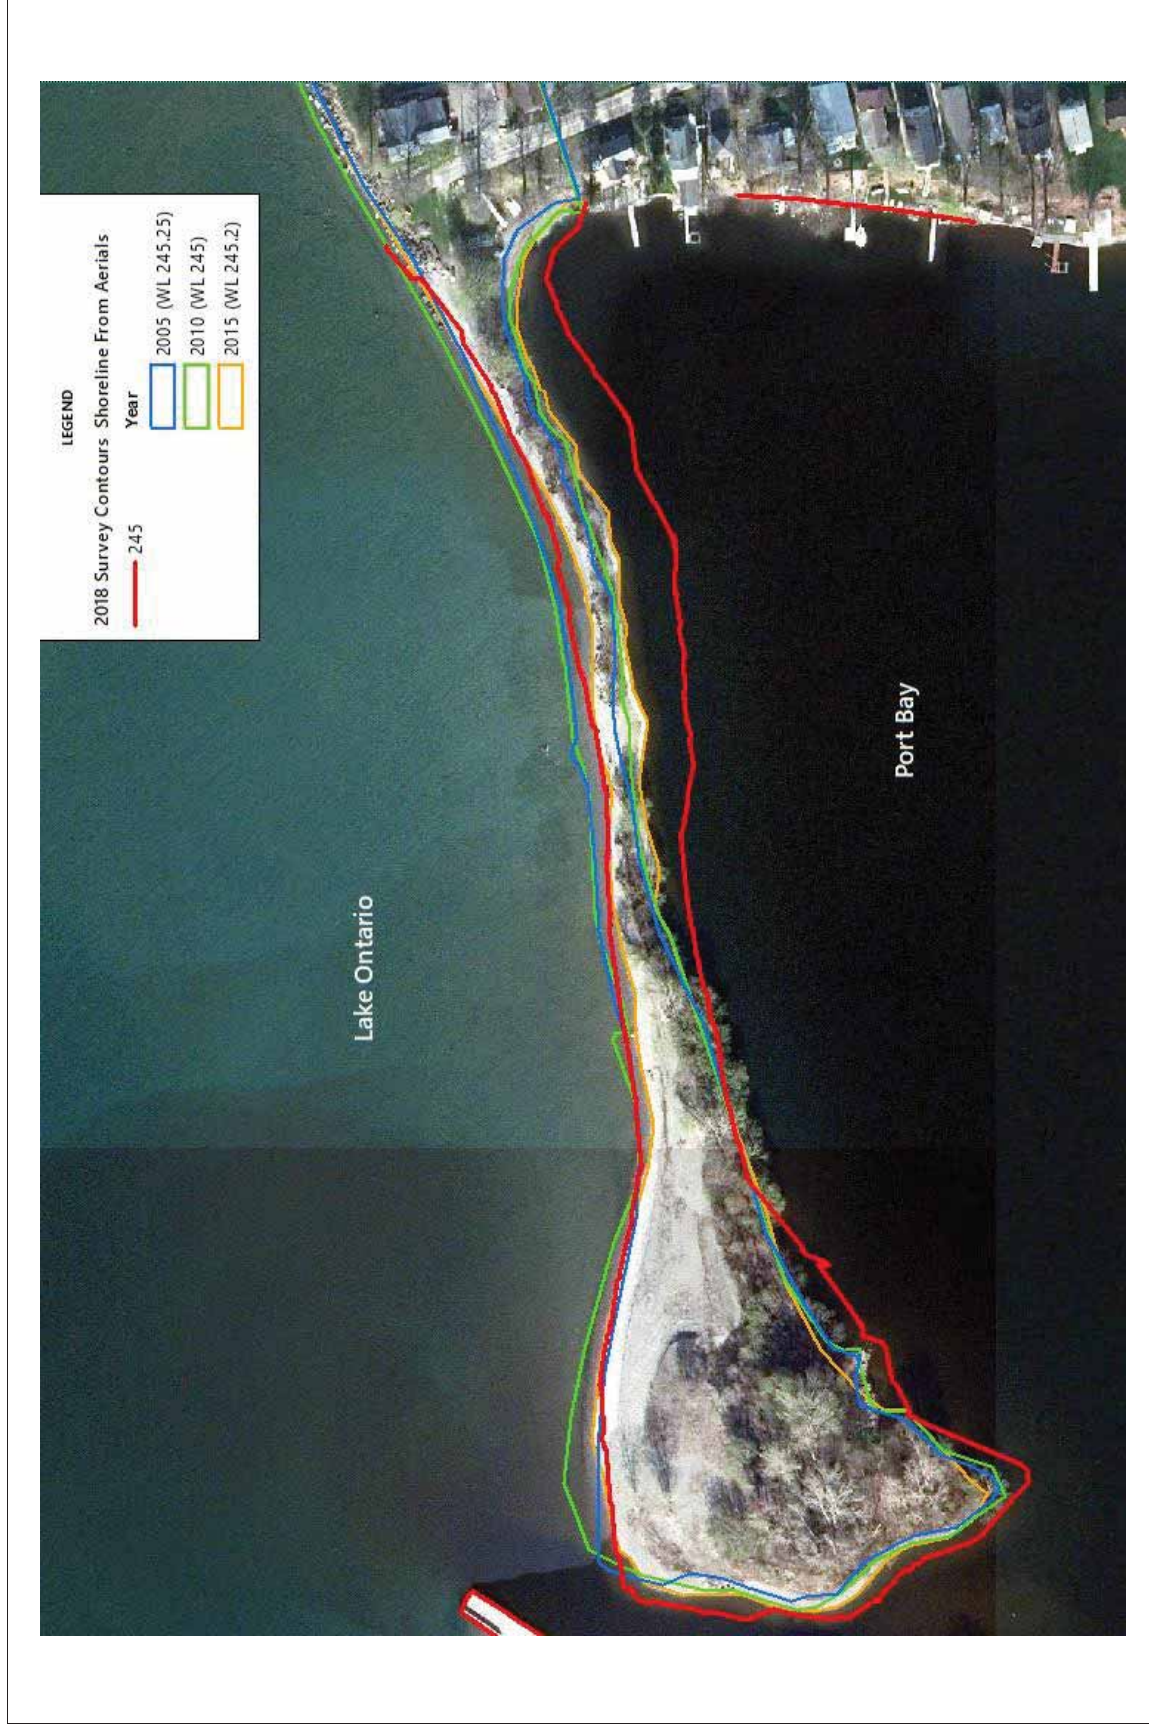 LEGEND
2018 Survey Contours
245
Shoreline From Aerials
Year
2005 (WL 245.25)
2010 (WL 245)
2015 (WL 245.2)
Lake Ontario
Port Bay